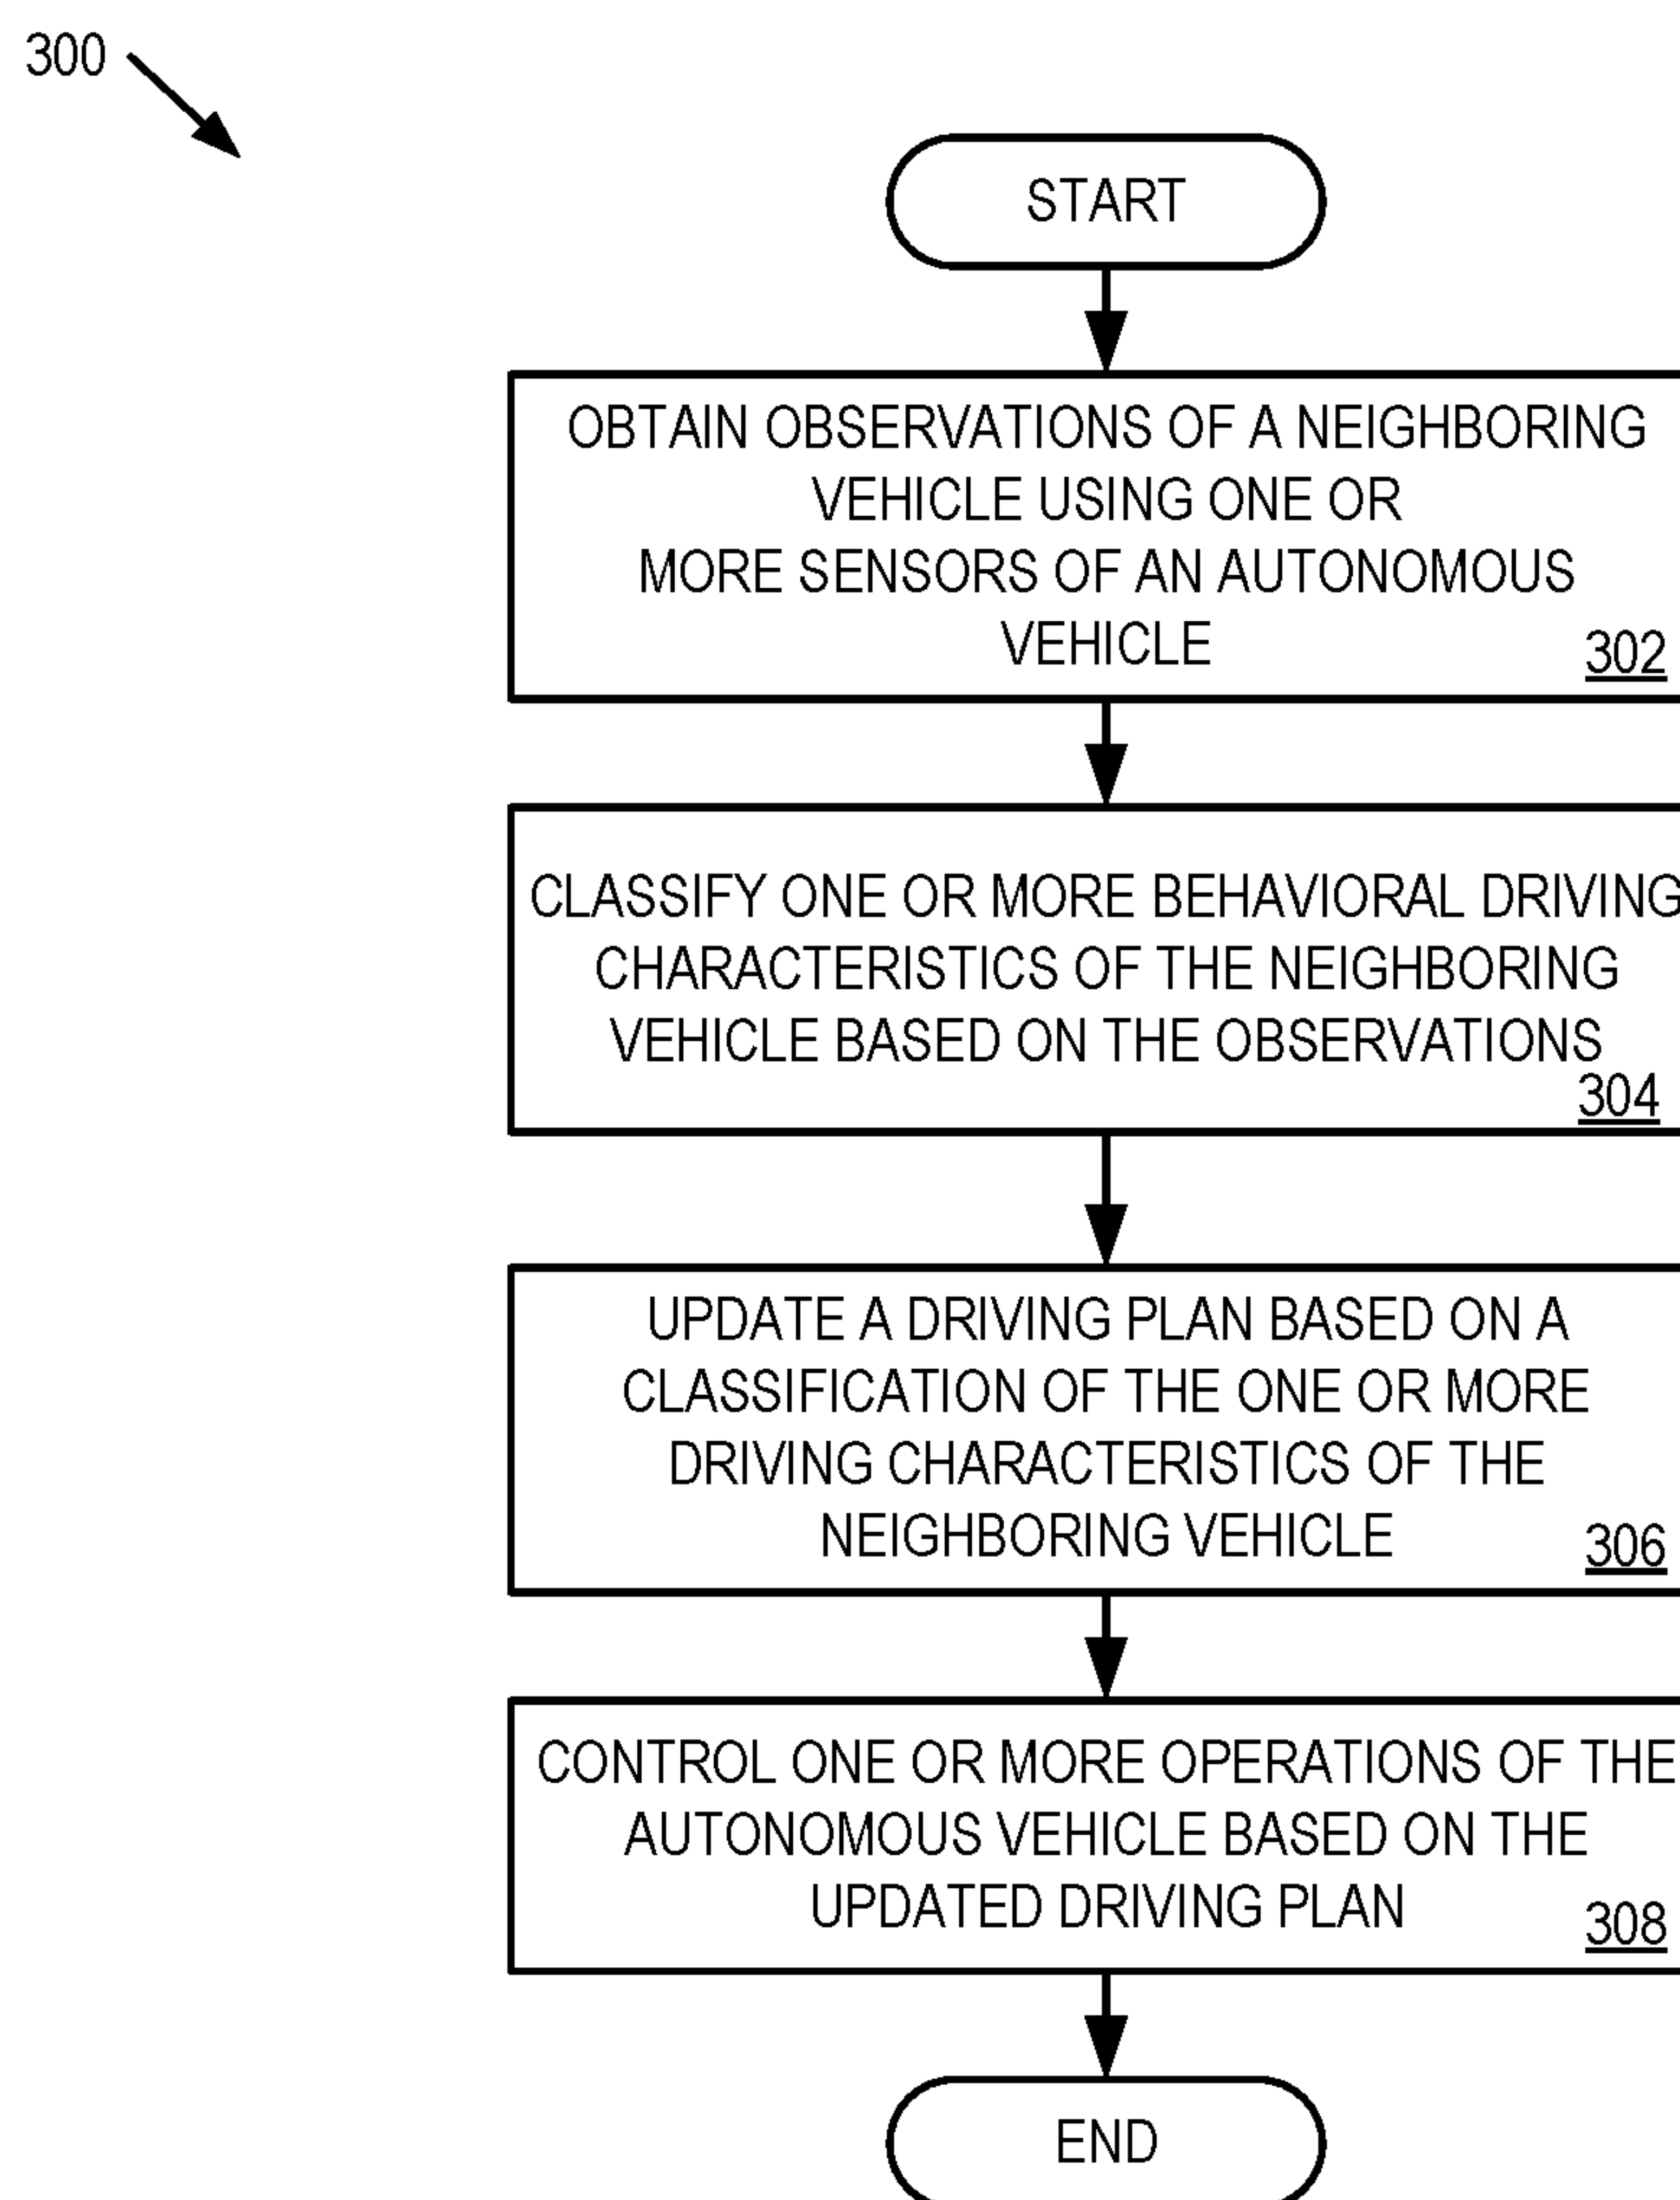 300
START
OBTAIN OBSERVATIONS OF A NEIGHBORING
VEHICLE USING ONE OR
MORE SENSORS OF AN AUTONOMOUS
VEHICLE
302
CLASSIFY ONE OR MORE BEHAVIORAL DRIVING
CHARACTERISTICS OF THE NEIGHBORING
VEHICLE BASED ON THE OBSERVATIONS
304
UPDATE A DRIVING PLAN BASED ON A
CLASSIFICATION OF THE ONE OR MORE
DRIVING CHARACTERISTICS OF THE
NEIGHBORING VEHICLE
306
CONTROL ONE OR MORE OPERATIONS OF THE
AUTONOMOUS VEHICLE BASED ON THE
UPDATED DRIVING PLAN
308
END